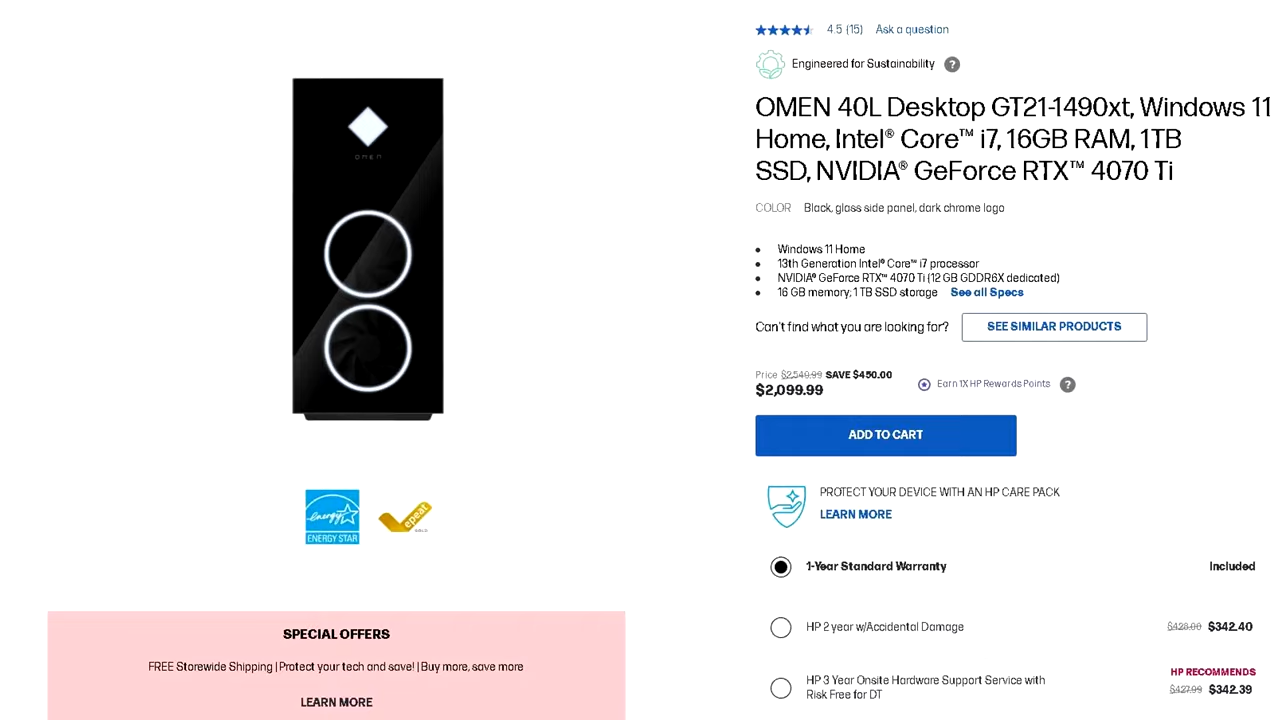 OMEN
energy
ENERGY STAR
epeat
GOLD
SPECIAL OFFERS
FREE Storewide Shipping | Protect your tech and save! | Buy more, save more
LEARN MORE
4.5 (15) Ask a question
Engineered for Sustainability ?
OMEN 40L Desktop GT21-1490xt, Windows 11
Home, Intel® Core™ i7, 16GB RAM, 1TB
SSD, NVIDIA® GeForce RTX™ 4070 Ti
COLOR Black, glass side panel, dark chrome logo
• Windows 11 Home
• 13th Generation Intel® Core™ i7 processor
• NVIDIA® GeForce RTX™ 4070 Ti (12 GB GDDR6X dedicated)
• 16 GB memory; 1 TB SSD storage See all Specs
Can't find what you are looking for? SEE SIMILAR PRODUCTS
Price $2,549.99 SAVE $450.00
$2,099.99
Earn 1X HP Rewards Points ?
ADD TO CART
PROTECT YOUR DEVICE WITH AN HP CARE PACK
LEARN MORE
1-Year Standard Warranty Included
HP 2 year w/Accidental Damage $428.00 $342.40
HP RECOMMENDS
HP 3 Year Onsite Hardware Support Service with
Risk Free for DT
$427.99 $342.39